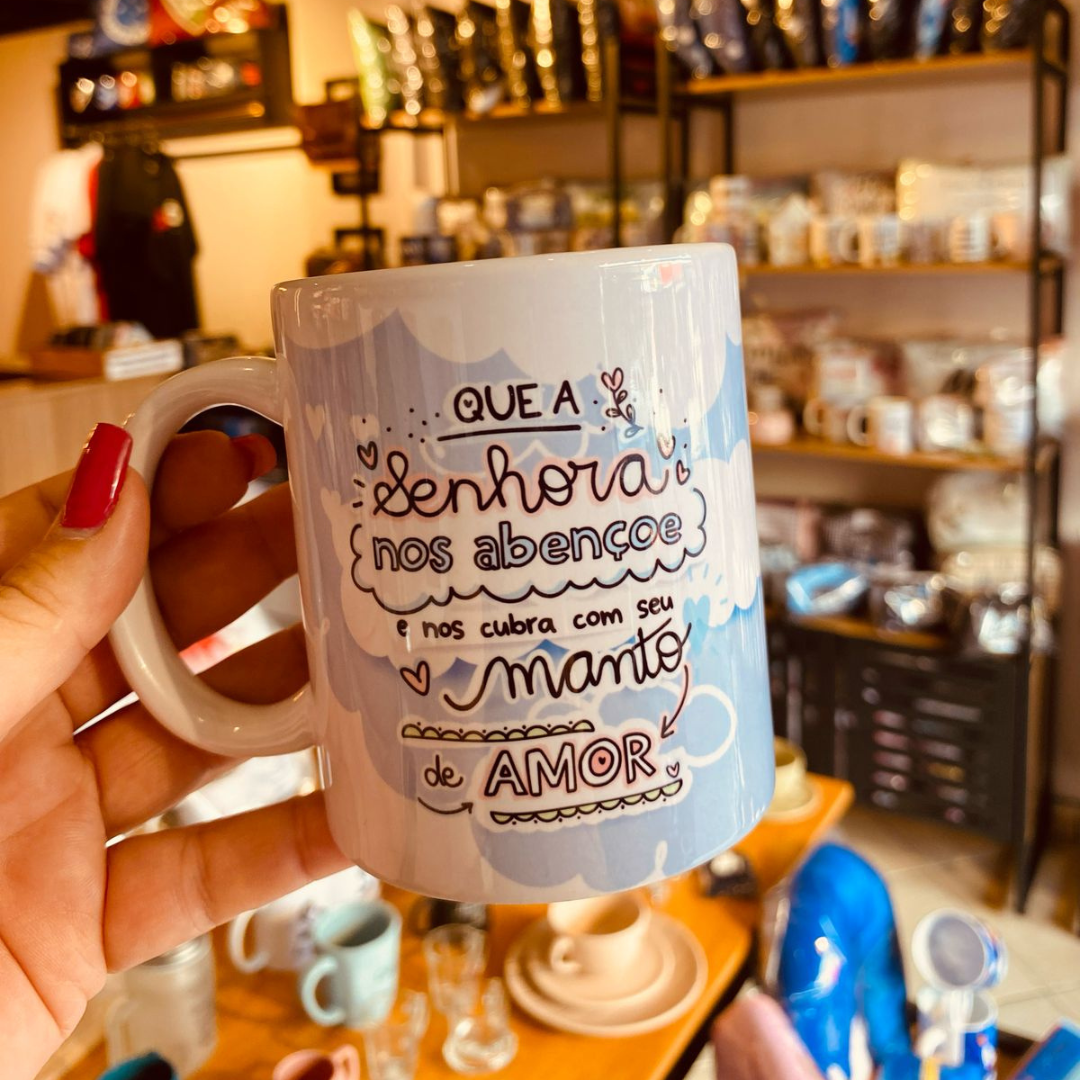 QUE A
Senhora
nos abençoe
e nos cubra com seu
manto
de AMOR